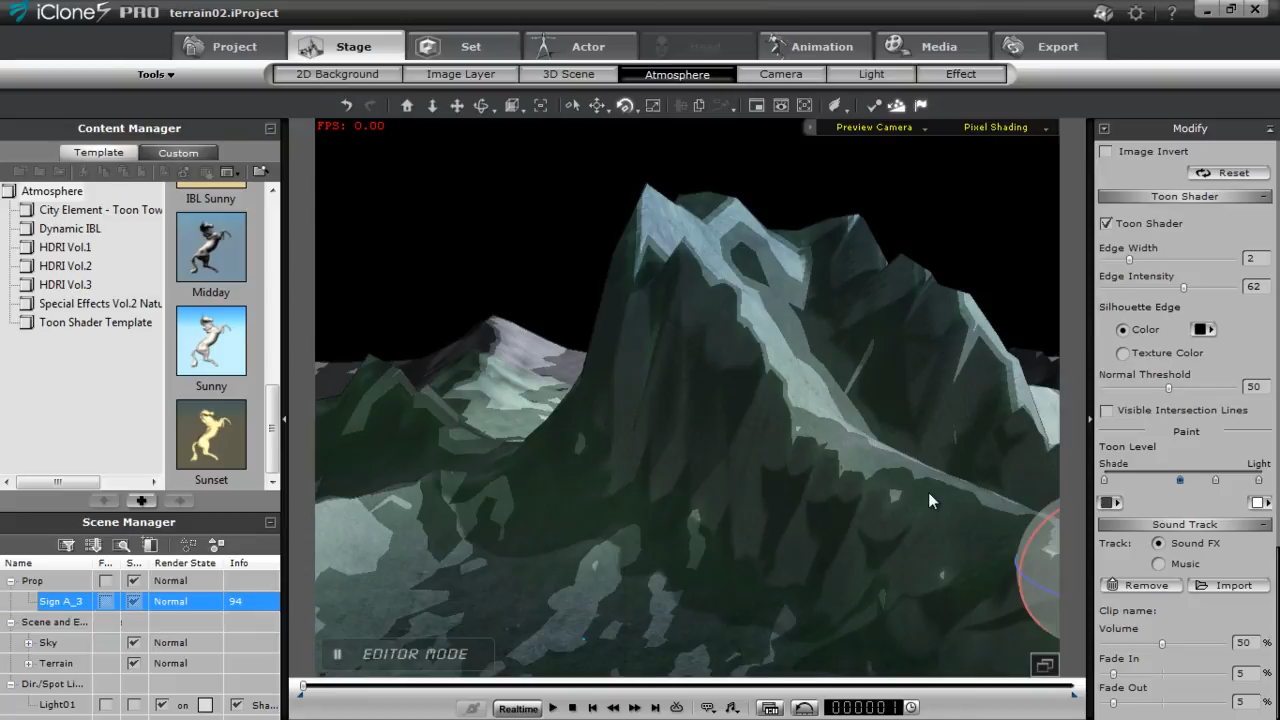 iClone5 PRO terrain02.iProject
Project Stage Set Actor Head Animation Media Export
Tools 2D Background Image Layer 3D Scene Atmosphere Camera Light Effect
Content Manager
Template Custom
Atmosphere
City Element - Toon Tow
Dynamic IBL
HDRI Vol.1
HDRI Vol.2
HDRI Vol.3
Special Effects Vol.2 Natu
Toon Shader Template
IBL Sunny
Midday
Sunny
Sunset
Scene Manager
Name F... S... Render State Info
Prop Normal
Sign A_3 Normal 94
Scene and E...
Sky Normal
Terrain Normal
Dir./Spot Li...
Light01 on Sha...
FPS: 0.00
Preview Camera Pixel Shading
EDITOR MODE
Realtime 000001
Modify
Image Invert
Reset
Toon Shader
Toon Shader
Edge Width
2
Edge Intensity
62
Silhouette Edge
Color
Texture Color
Normal Threshold
50
Visible Intersection Lines
Paint
Toon Level
Shade Light
Sound Track
Track: Sound FX
Music
Remove Import
Clip name:
Volume
50 %
Fade In
5 %
Fade Out
5 %